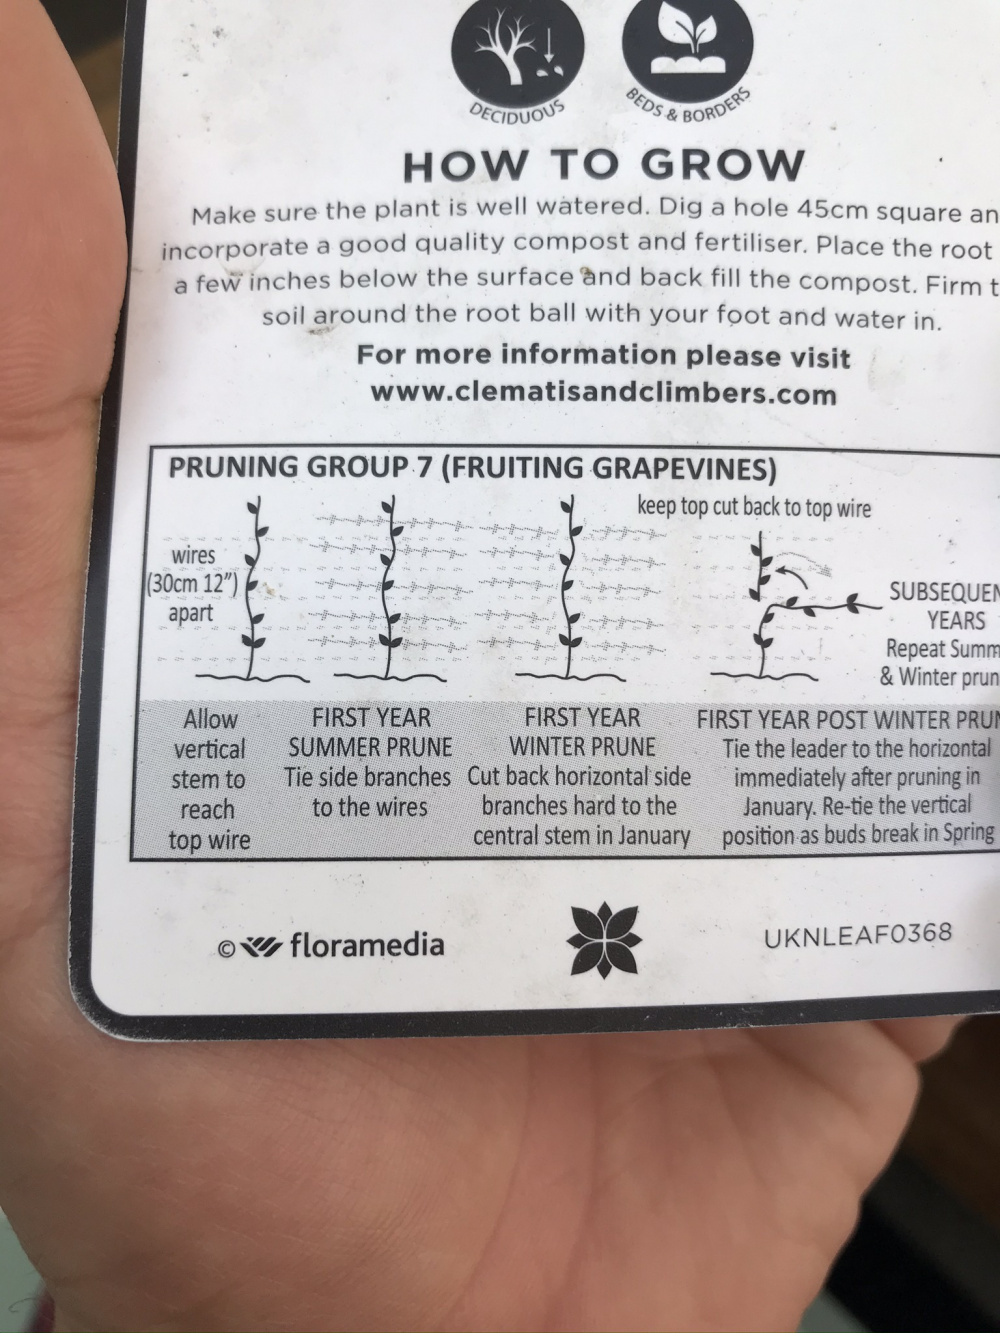 DECIDUOUS
BEDS & BORDERS
HOW TO GROW
Make sure the plant is well watered. Dig a hole 45cm square an
incorporate a good quality compost and fertiliser. Place the root
a few inches below the surface and back fill the compost. Firm t
soil around the root ball with your foot and water in.
For more information please visit
www.clematisandclimbers.com
PRUNING GROUP 7 (FRUITING GRAPEVINES)
keep top cut back to top wire
wires
(30cm 12")
apart
SUBSEQUEN
YEARS
Repeat Summ
& Winter prun
Allow
vertical
stem to
reach
top wire
FIRST YEAR
SUMMER PRUNE
Tie side branches
to the wires
FIRST YEAR
WINTER PRUNE
Cut back horizontal side
branches hard to the
central stem in January
FIRST YEAR POST WINTER PRUN
Tie the leader to the horizontal
immediately after pruning in
January. Re-tie the vertical
position as buds break in Spring
© floramedia
UKNLEAF0368